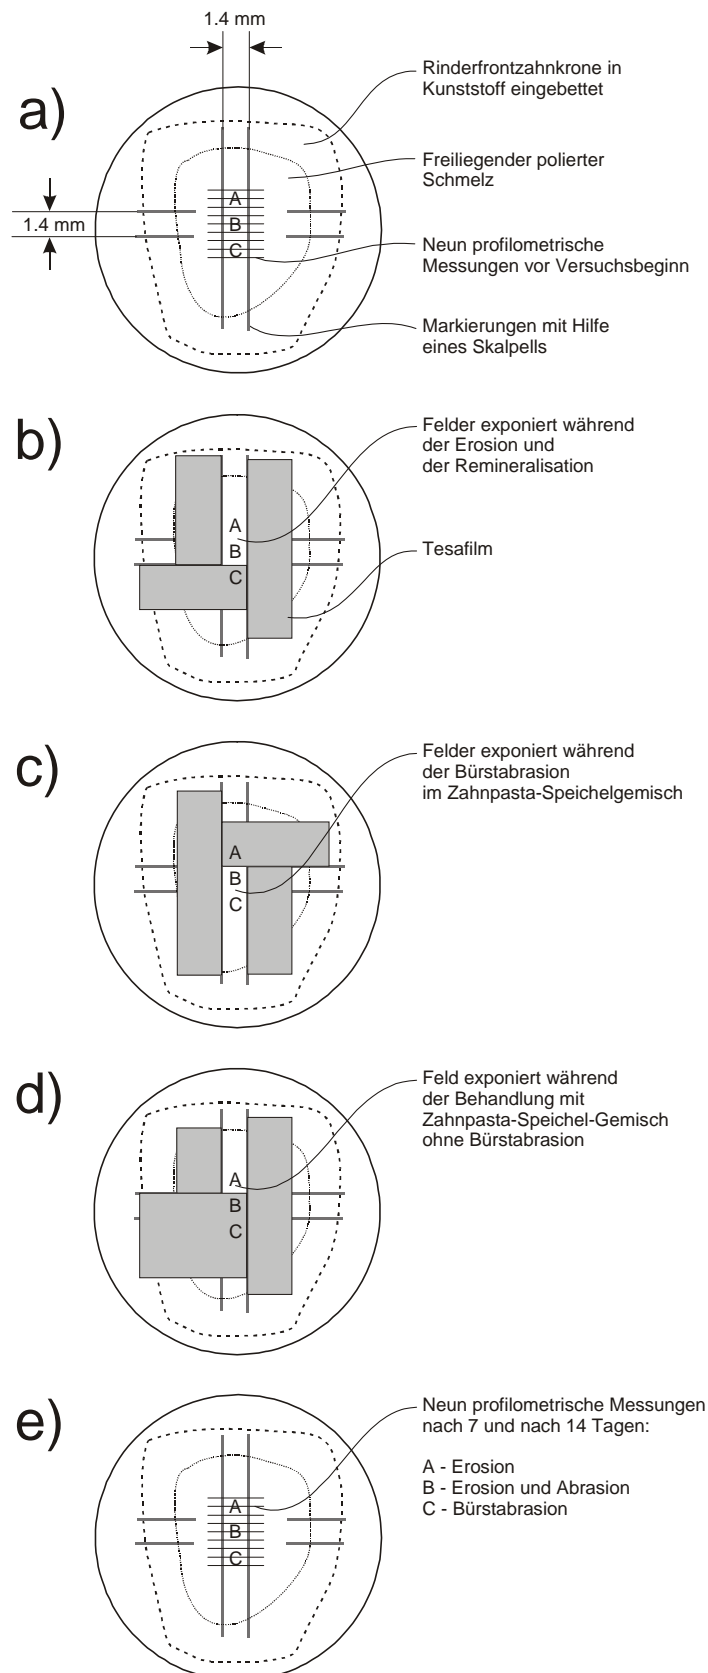 1.4 mm
a)
Rinderfrontzahnkrone in
Kunststoff eingebettet
Freiliegender polierter
Schmelz
A
1.4 mm
B
C
Neun profilometrische
Messungen vor Versuchsbeginn
Markierungen mit Hilfe
eines Skalpells
b)
Felder exponiert während
der Erosion und
der Remineralisation
A
B
C
Tesafilm
c)
Felder exponiert während
der Bürstabrasion
im Zahnpasta-Speichelgemisch
A
B
C
d)
Feld exponiert während
der Behandlung mit
Zahnpasta-Speichel-Gemisch
ohne Bürstabrasion
A
B
C
e)
Neun profilometrische Messungen
nach 7 und nach 14 Tagen:
A - Erosion
B - Erosion und Abrasion
C - Bürstabrasion
A
B
C